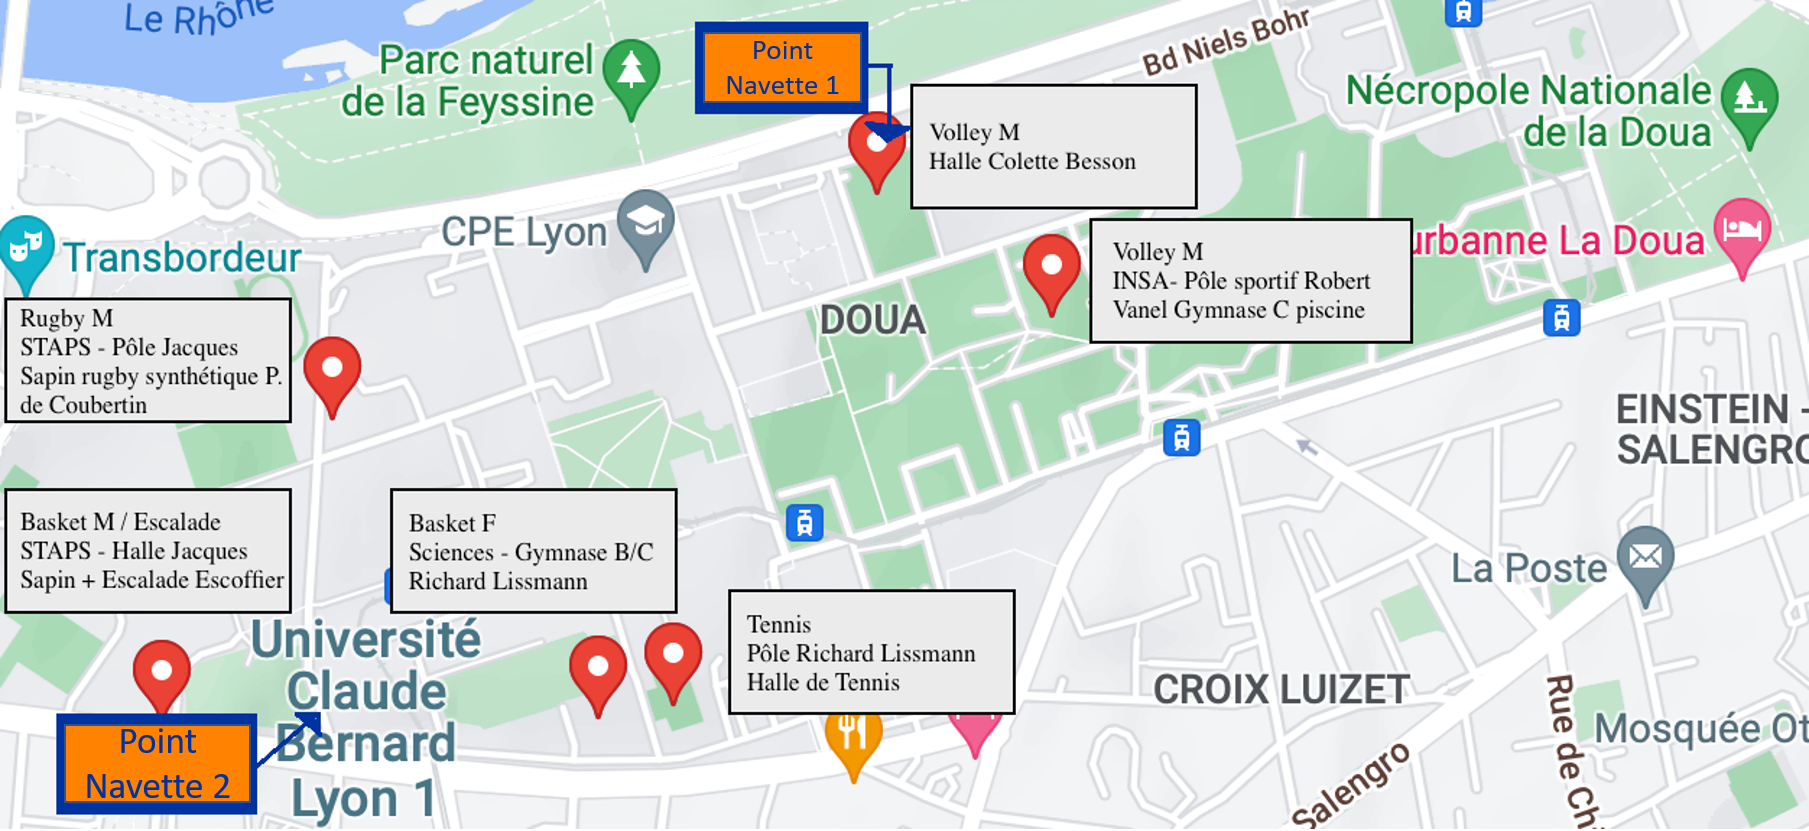 Le Rhône
Parc naturel
de la Feyssine
Point
Navette 1
Bd Niels Bohr
Volley M
Halle Colette Besson
Nécropole Nationale
de la Doua
CPE Lyon
Transbordeur
Volley M
INSA- Pôle sportif Robert
Vanel Gymnase C piscine
urbanne La Doua
DOUA
Rugby M
STAPS - Pôle Jacques
Sapin rugby synthétique P.
de Coubertin
EINSTEIN -
SALENGRO
Basket M / Escalade
STAPS - Halle Jacques
Sapin + Escalade Escoffier
Basket F
Sciences - Gymnase B/C
Richard Lissmann
La Poste
Tennis
Pôle Richard Lissmann
Halle de Tennis
Université
Claude
Bernard
Lyon 1
CROIX LUIZET
Point
Navette 2
Salengro
Rue de Ch
Mosquée Ot